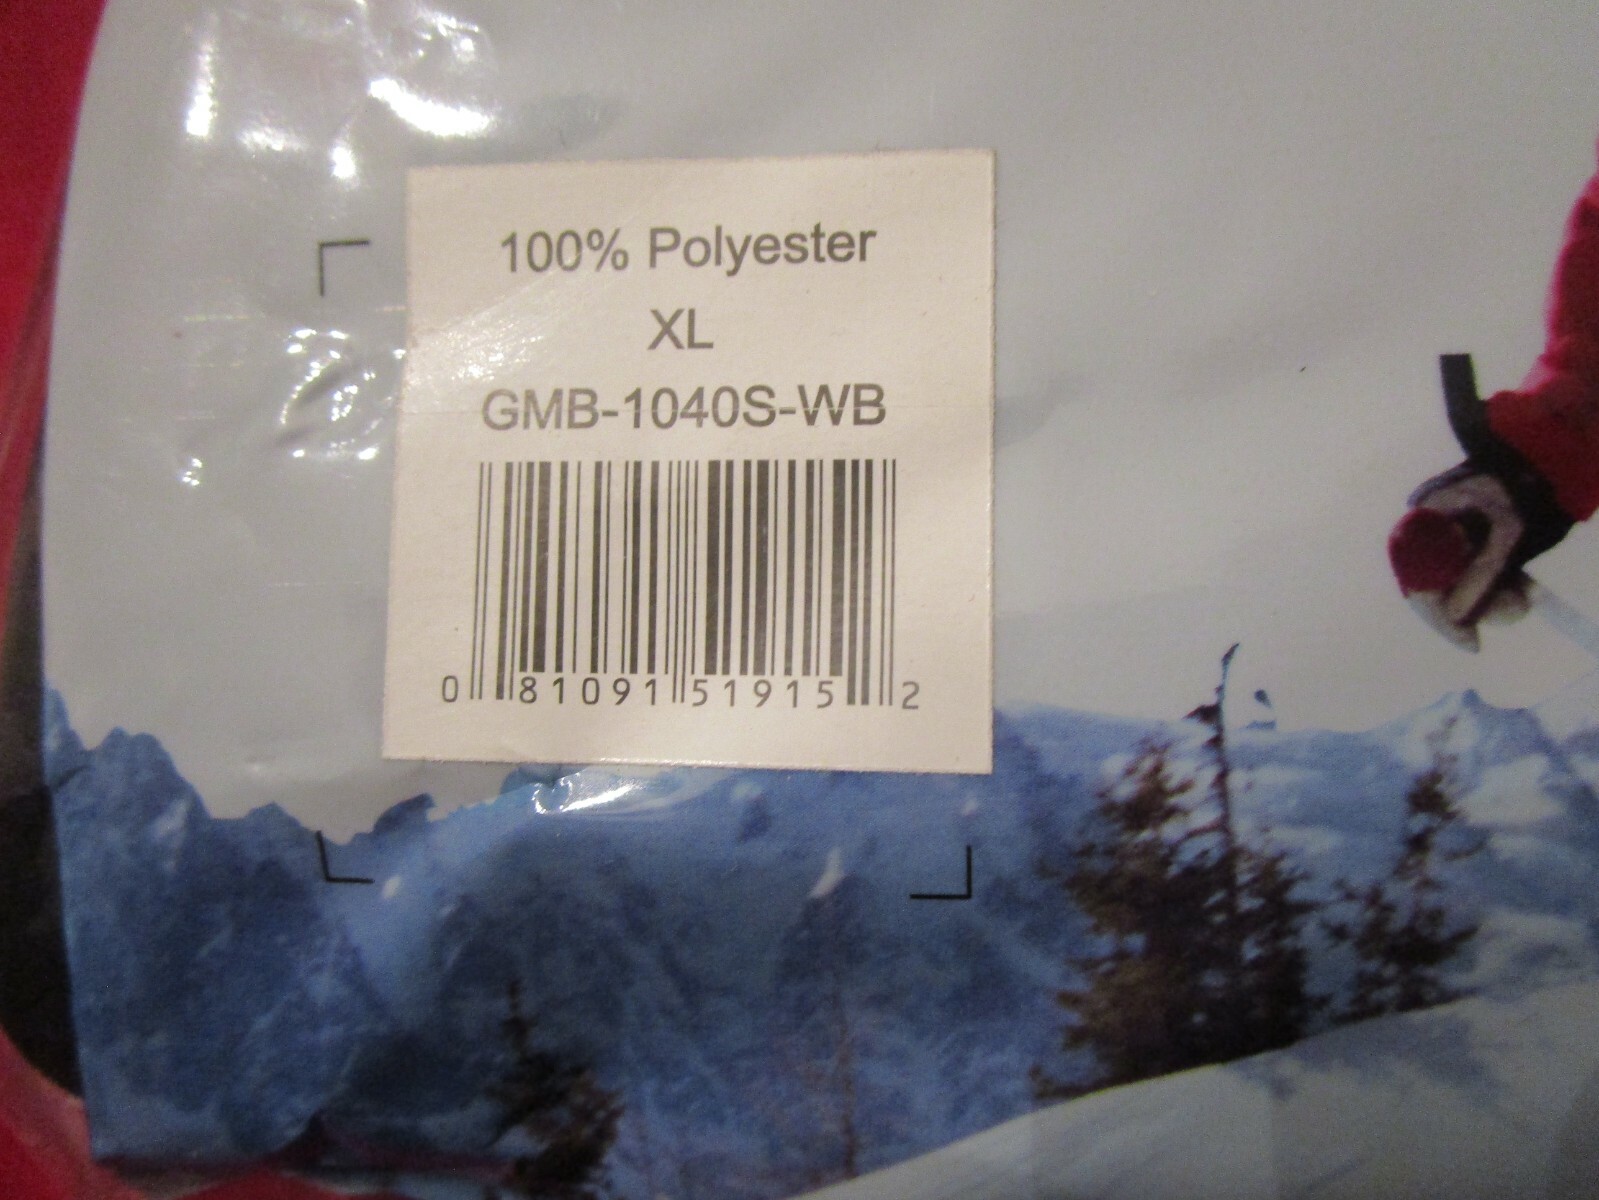 100% Polyester
XL
GMB-1040S-WB
0 81091 51915 2